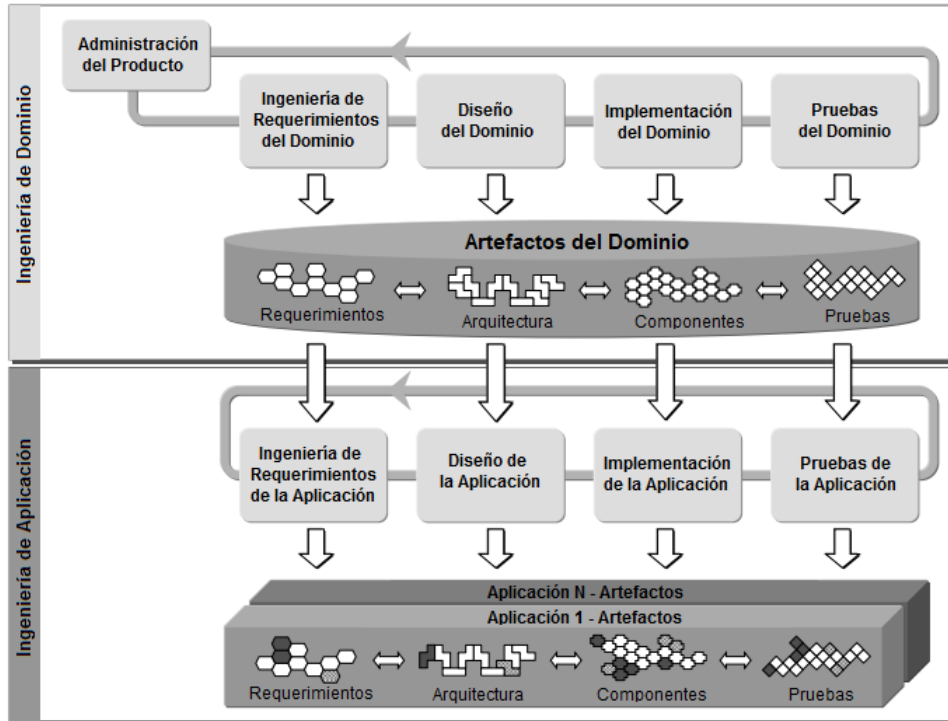 Ingeniería de Dominio
Administración
del Producto
Ingeniería de
Requerimientos
del Dominio
Diseño
del Dominio
Implementación
del Dominio
Pruebas
del Dominio
Artefactos del Dominio
Requerimientos
Arquitectura
Componentes
Pruebas
Ingeniería de Aplicación
Ingeniería de
Requerimientos
de la Aplicación
Diseño de
la Aplicación
Implementación
de la Aplicación
Pruebas de
la Aplicación
Aplicación N - Artefactos
Aplicación 1 - Artefactos
Requerimientos
Arquitectura
Componentes
Pruebas